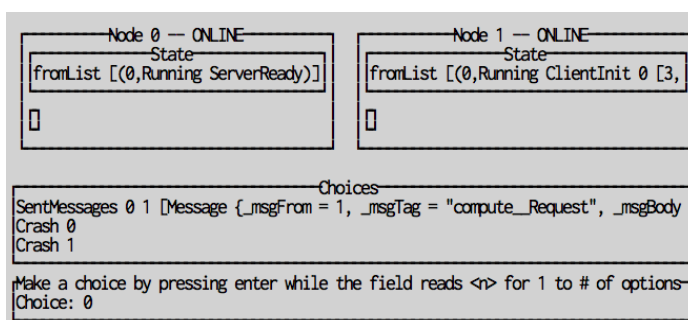 Node 0 -- ONLINE
State
fromList [(0,Running ServerReady)]
[]
Node 1 -- ONLINE
State
fromList [(0,Running ClientInit 0 [3,
[]
Choices
SentMessages 0 1 [Message {_msgFrom = 1, _msgTag = "compute__Request", _msgBody
Crash 0
Crash 1
Make a choice by pressing enter while the field reads <n> for 1 to # of options
Choice: 0